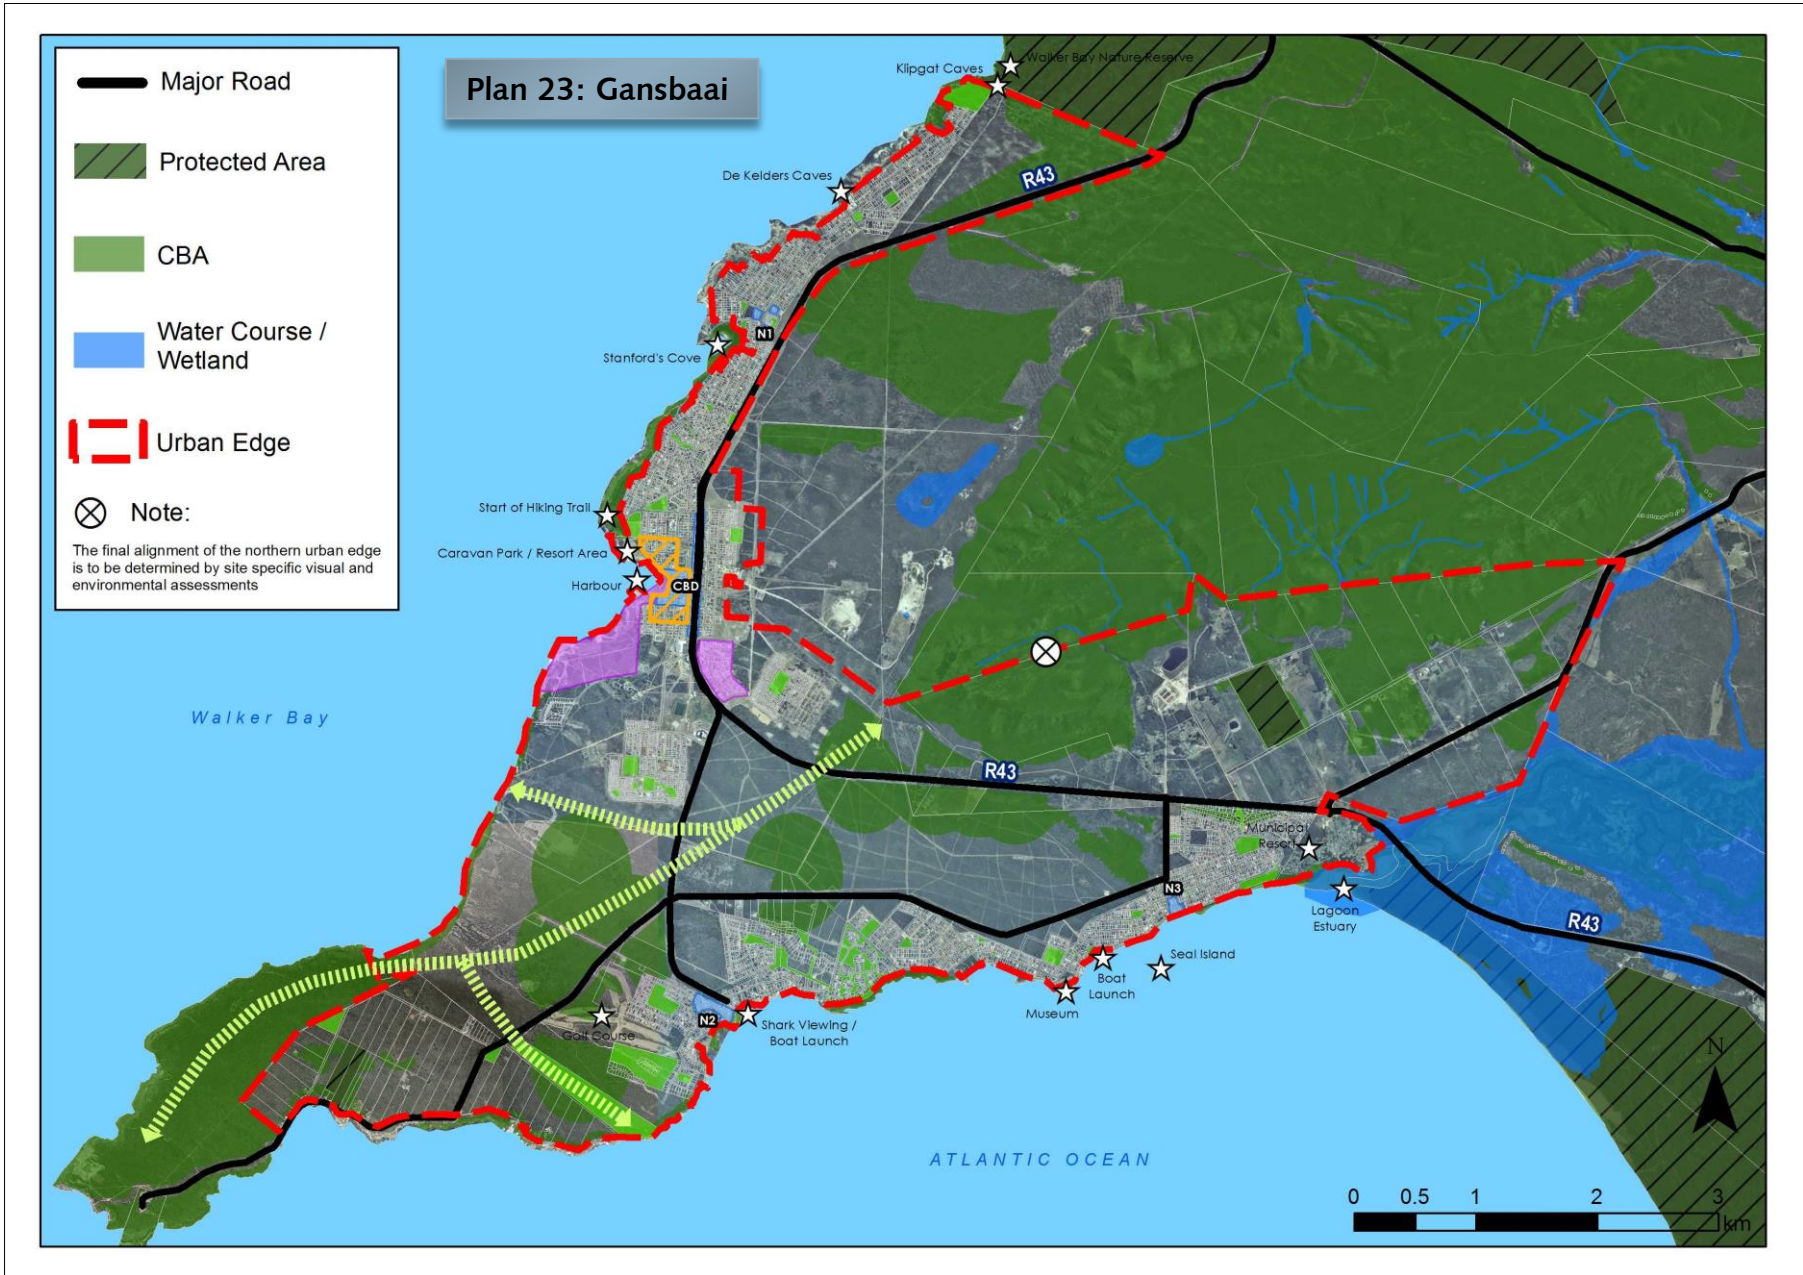 Plan 23: Gansbaai
Major Road
Protected Area
CBA
Water Course /
Wetland
Urban Edge
Note:
The final alignment of the northern urban edge
is to be determined by site specific visual and
environmental assessments
Walker Bay Nature Reserve
Klipgat Caves
De Kelders Caves
R43
N1
Stanford's Cove
Start of Hiking Trail
Caravan Park / Resort Area
Harbour
CBD
Walker Bay
R43
Municipal
Resort
N3
Lagoon
Estuary
R43
Seal Island
Boat
Launch
Museum
N2
Shark Viewing /
Boat Launch
Golf Course
ATLANTIC OCEAN
N
0 0.5 1 2 3
km